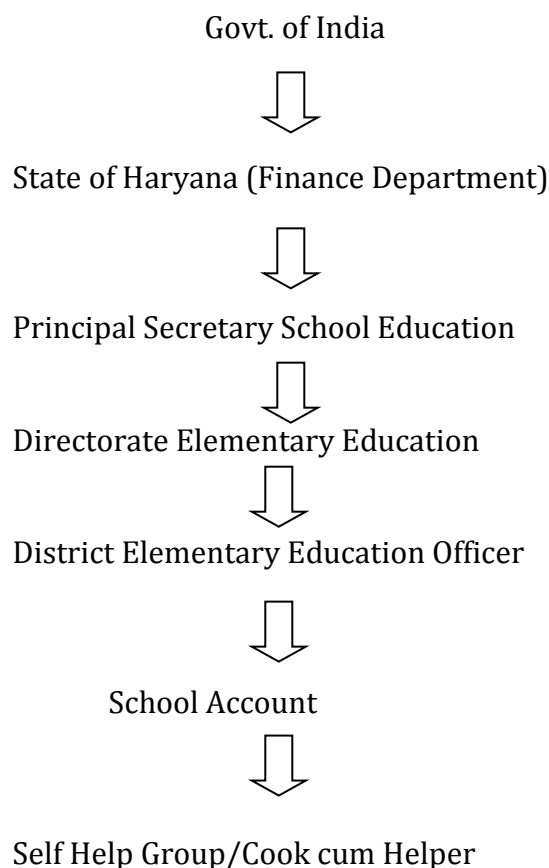 Govt. of India
State of Haryana (Finance Department)
Principal Secretary School Education
Directorate Elementary Education
District Elementary Education Officer
School Account
Self Help Group/Cook cum Helper